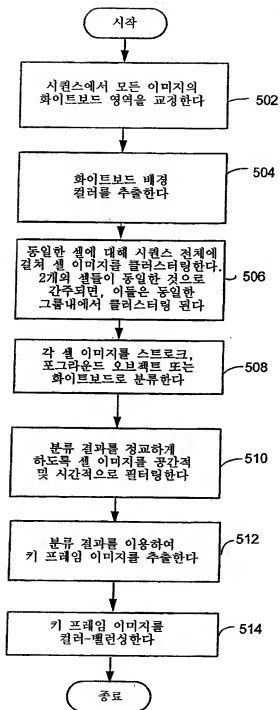 시작
시퀀스에서 모든 이미지의
화이트보드 영역을 교정한다
502
화이트보드 배경
컬러를 추출한다
504
동일한 셀에 대해 시퀀스 전체에
걸쳐 셀 이미지를 클러스터링한다.
2개의 셀들이 동일한 것으로
간주되면, 이들은 동일한
그룹내에서 클러스터링 된다
506
각 셀 이미지를 스트로크,
포그라운드 오브젝트 또는
화이트보드로 분류한다
508
분류 결과를 정교하게
하도록 셀 이미지를 공간적
및 시간적으로 필터링한다
510
분류 결과를 이용하여
키 프레임 이미지를 추출한다
512
키 프레임 이미지를
컬러-밸런싱한다
514
종료